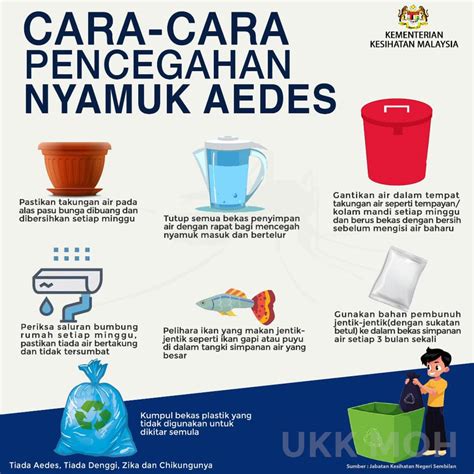 CARA-CARA
PENCEGAHAN
NYAMUK AEDES
KEMENTERIAN
KESIHATAN MALAYSIA
Pastikan takungan air pada
alas pasu bunga dibuang dan
dibersihkan setiap minggu
Tutup semua bekas penyimpan
air dengan rapat bagi mencegah
nyamuk masuk dan bertelur
Gantikan air dalam tempat
takungan air seperti tempayan/
kolam mandi setiap minggu
dan berus bekas dengan bersih
sebelum mengisi air baharu
Periksa saluran bumbung
rumah setiap minggu,
pastikan tiada air bertakung
dan tidak tersumbat
Pelihara ikan yang makan jentik-
jentik seperti ikan gapi atau puyu
di dalam tangki simpanan air yang
besar
Gunakan bahan pembunuh
jentik-jentik(dengan sukatan
betul) ke dalam bekas simpanan
air setiap 3 bulan sekali
Kumpul bekas plastik yang
tidak digunakan untuk
dikitar semula
UKK MOH
Tiada Aedes, Tiada Denggi, Zika dan Chikungunya
Sumber : Jabatan Kesihatan Negeri Sembilan